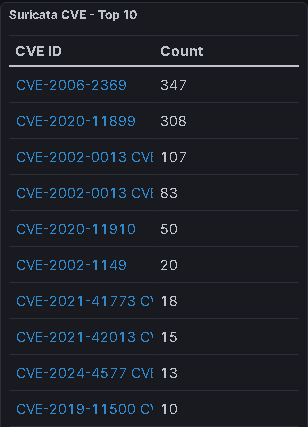 Suricata CVE - Top 10
CVE ID Count
CVE-2006-2369 347
CVE-2020-11899 308
CVE-2002-0013 CVE 107
CVE-2002-0013 CVE 83
CVE-2020-11910 50
CVE-2002-1149 20
CVE-2021-41773 CV 18
CVE-2021-42013 CV 15
CVE-2024-4577 CVE 13
CVE-2019-11500 CV 10